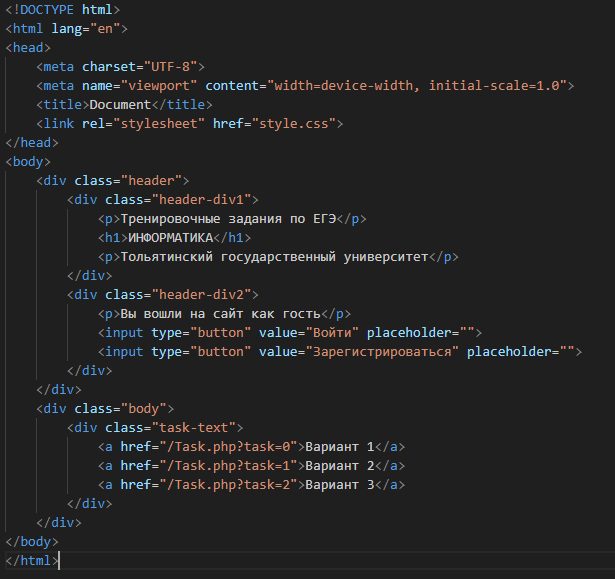 <!DOCTYPE html>
<html lang="en">
<head>
    <meta charset="UTF-8">
    <meta name="viewport" content="width=device-width, initial-scale=1.0">
    <title>Document</title>
    <link rel="stylesheet" href="style.css">
</head>
<body>
    <div class="header">
        <div class="header-div1">
            <p>Тренировочные задания по ЕГЭ</p>
            <h1>ИНФОРМАТИКА</h1>
            <p>Тольятинский государственный университет</p>
        </div>
        <div class="header-div2">
            <p>Вы вошли на сайт как гость</p>
            <input type="button" value="Войти" placeholder="">
            <input type="button" value="Зарегистрироваться" placeholder="">
        </div>
    </div>
    <div class="body">
        <div class="task-text">
            <a href="/Task.php?task=0">Вариант 1</a>
            <a href="/Task.php?task=1">Вариант 2</a>
            <a href="/Task.php?task=2">Вариант 3</a>
        </div>
    </div>
</body>
</html>